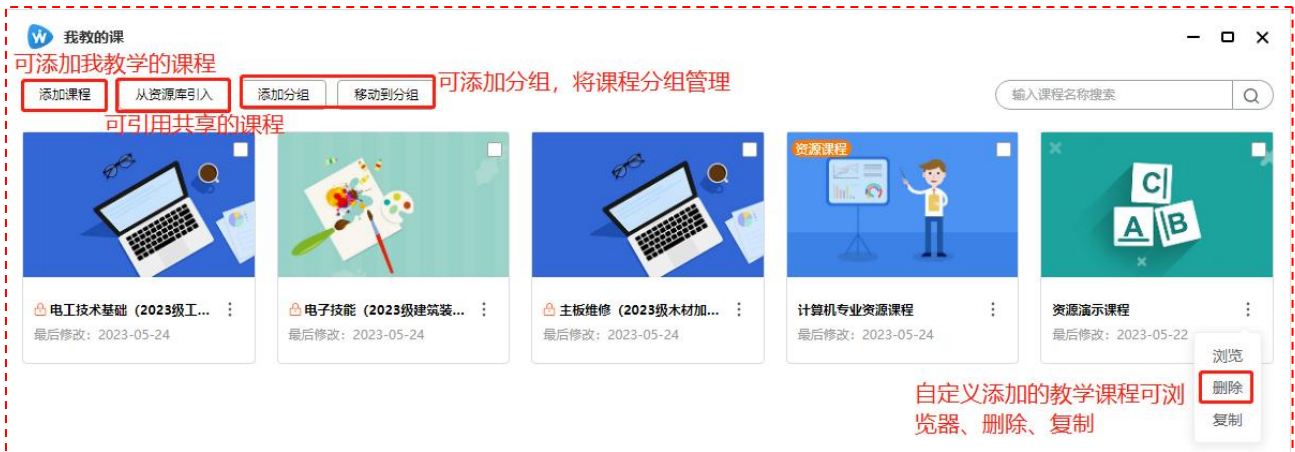 我教的课
可添加我教学的课程
添加课程 从资源库引入 添加分组 移动到分组 可添加分组，将课程分组管理 输入课程名称搜索
可引用共享的课程
资源课程
C
A B
电工技术基础（2023级工... 电子技能（2023级建筑装... 主板维修（2023级木材加... 计算机专业资源课程 资源演示课程
最后修改：2023-05-24 最后修改：2023-05-24 最后修改：2023-05-24 最后修改：2023-05-24 最后修改：2023-05-22
浏览
删除
复制
自定义添加的教学课程可浏
览器、删除、复制